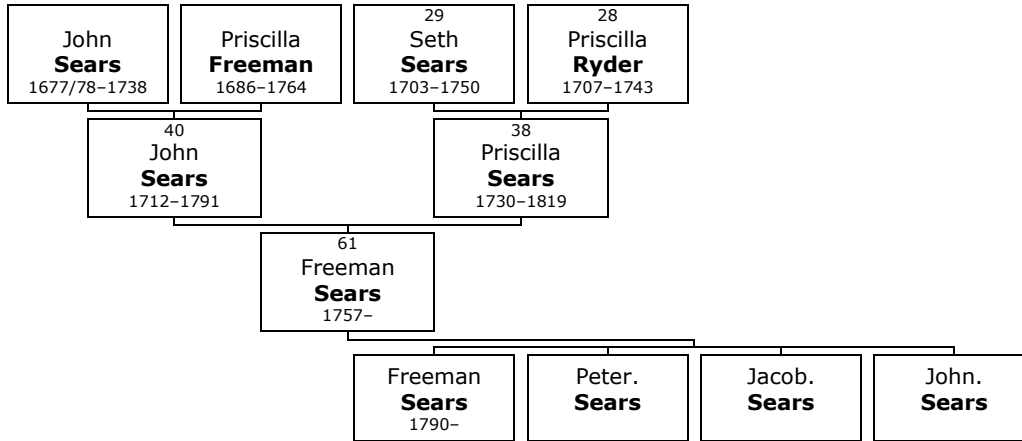 John
Sears
1677/78–1738
Priscilla
Freeman
1686–1764
29
Seth
Sears
1703–1750
28
Priscilla
Ryder
1707–1743
40
John
Sears
1712–1791
38
Priscilla
Sears
1730–1819
61
Freeman
Sears
1757–
Freeman
Sears
1790–
Peter.
Sears
Jacob.
Sears
John.
Sears